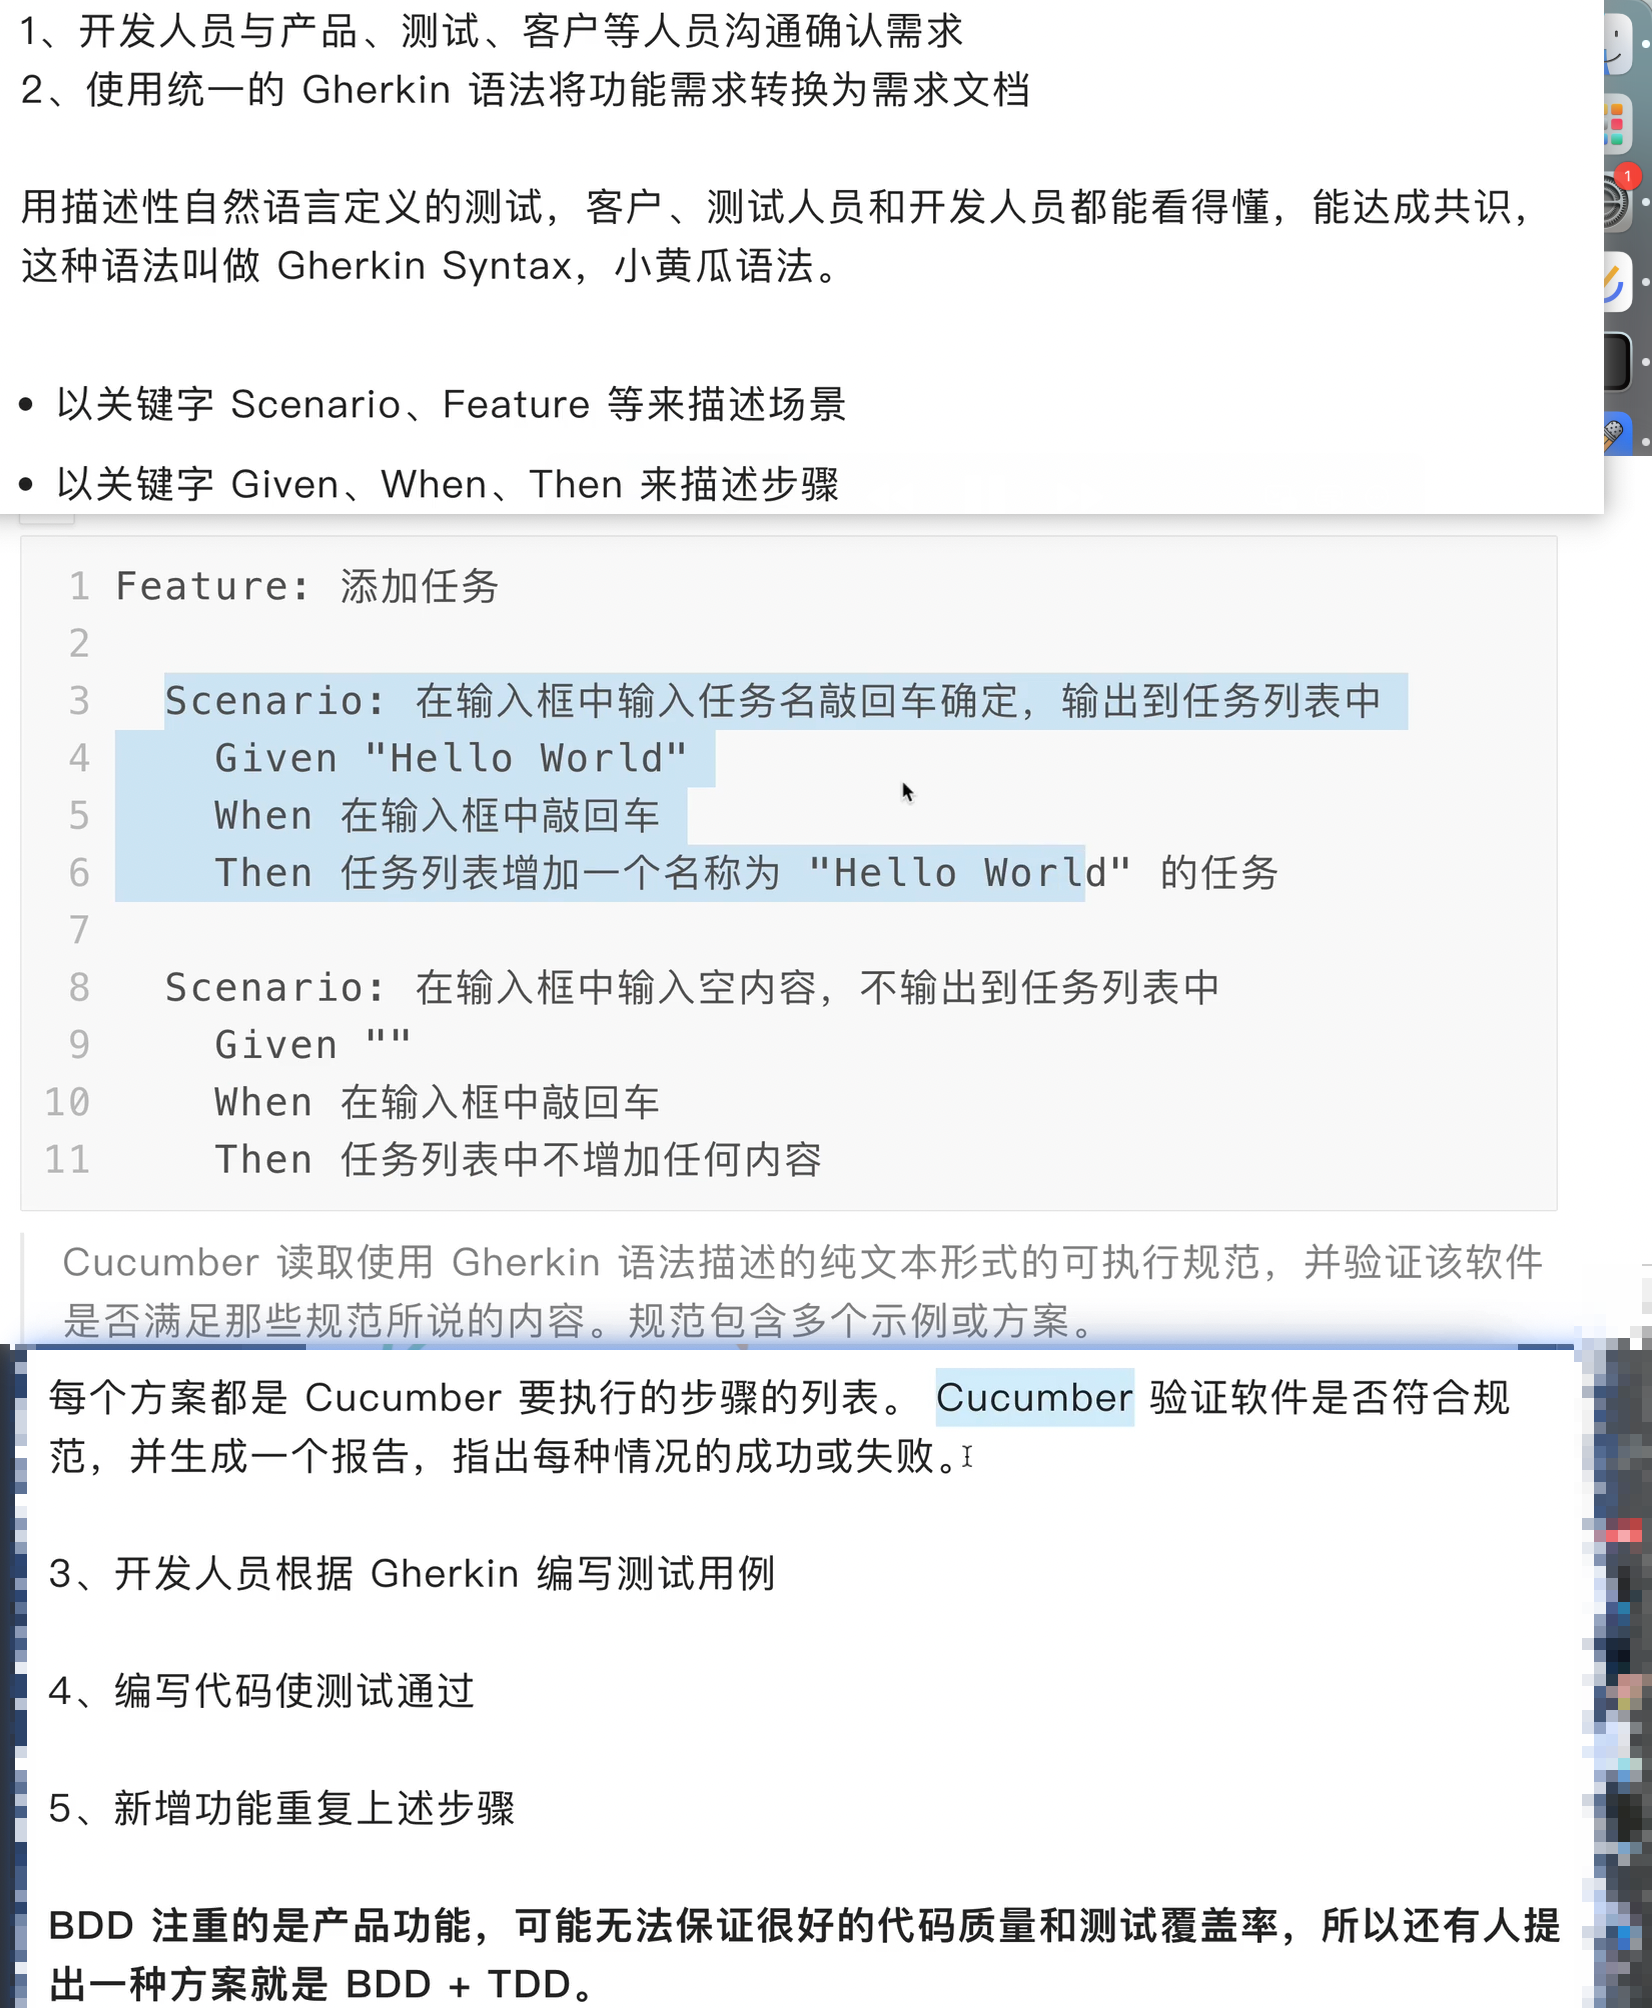 1、开发人员与产品、测试、客户等人员沟通确认需求
2、使用统一的 Gherkin 语法将功能需求转换为需求文档
用描述性自然语言定义的测试，客户、测试人员和开发人员都能看得懂，能达成共识，
这种语法叫做 Gherkin Syntax，小黄瓜语法。
• 以关键字 Scenario、Feature 等来描述场景
• 以关键字 Given、When、Then 来描述步骤
1
1 Feature: 添加任务
2
3 Scenario: 在输入框中输入任务名敲回车确定，输出到任务列表中
4 Given "Hello World"
5 When 在输入框中敲回车
6 Then 任务列表增加一个名称为 "Hello World" 的任务
7
8 Scenario: 在输入框中输入空内容，不输出到任务列表中
9 Given ""
10 When 在输入框中敲回车
11 Then 任务列表中不增加任何内容
Cucumber 读取使用 Gherkin 语法描述的纯文本形式的可执行规范，并验证该软件
是否满足那些规范所说的内容。规范包含多个示例或方案。
每个方案都是 Cucumber 要执行的步骤的列表。 Cucumber 验证软件是否符合规
范，并生成一个报告，指出每种情况的成功或失败。
3、开发人员根据 Gherkin 编写测试用例
4、编写代码使测试通过
5、新增功能重复上述步骤
BDD 注重的是产品功能，可能无法保证很好的代码质量和测试覆盖率，所以还有人提
出一种方案就是 BDD + TDD。